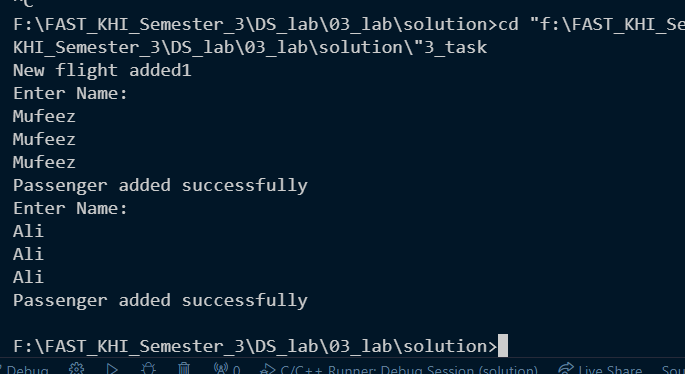 ^C
F:\FAST_KHI_Semester_3\DS_lab\03_lab\solution>cd "f:\FAST_KHI_Se
KHI_Semester_3\DS_lab\03_lab\solution\"3_task
New flight added1
Enter Name:
Mufeez
Mufeez
Mufeez
Passenger added successfully
Enter Name:
Ali
Ali
Ali
Passenger added successfully
F:\FAST_KHI_Semester_3\DS_lab\03_lab\solution>
Debug 0 C/C++ Runner: Debug Session (solution) Live Share Sou